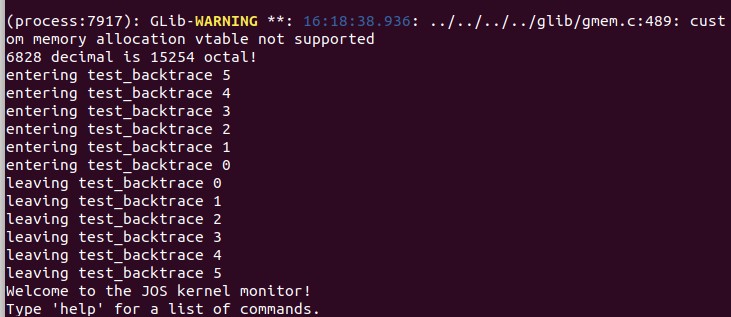 (process:7917): GLib-WARNING **: 16:18:38.936: ../../../../glib/gmem.c:489: cust
om memory allocation vtable not supported
6828 decimal is 15254 octal!
entering test_backtrace 5
entering test_backtrace 4
entering test_backtrace 3
entering test_backtrace 2
entering test_backtrace 1
entering test_backtrace 0
leaving test_backtrace 0
leaving test_backtrace 1
leaving test_backtrace 2
leaving test_backtrace 3
leaving test_backtrace 4
leaving test_backtrace 5
Welcome to the JOS kernel monitor!
Type 'help' for a list of commands.